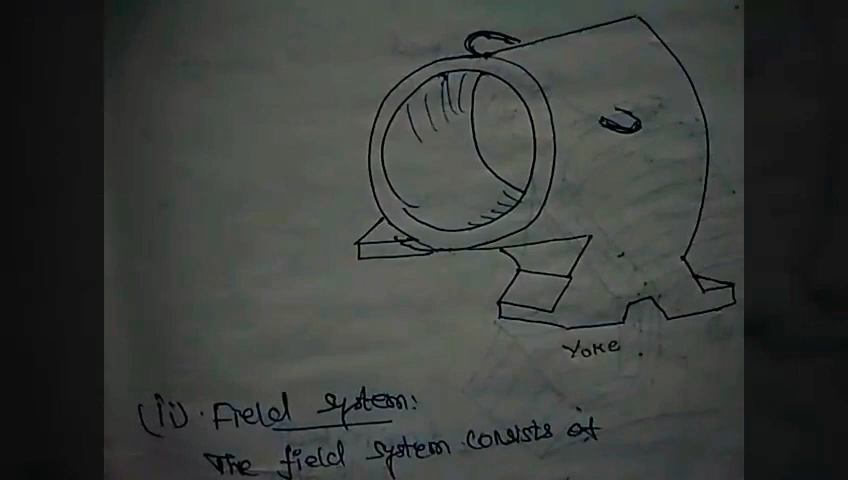 Yoke.
(ii). Field system:
The field system consists of